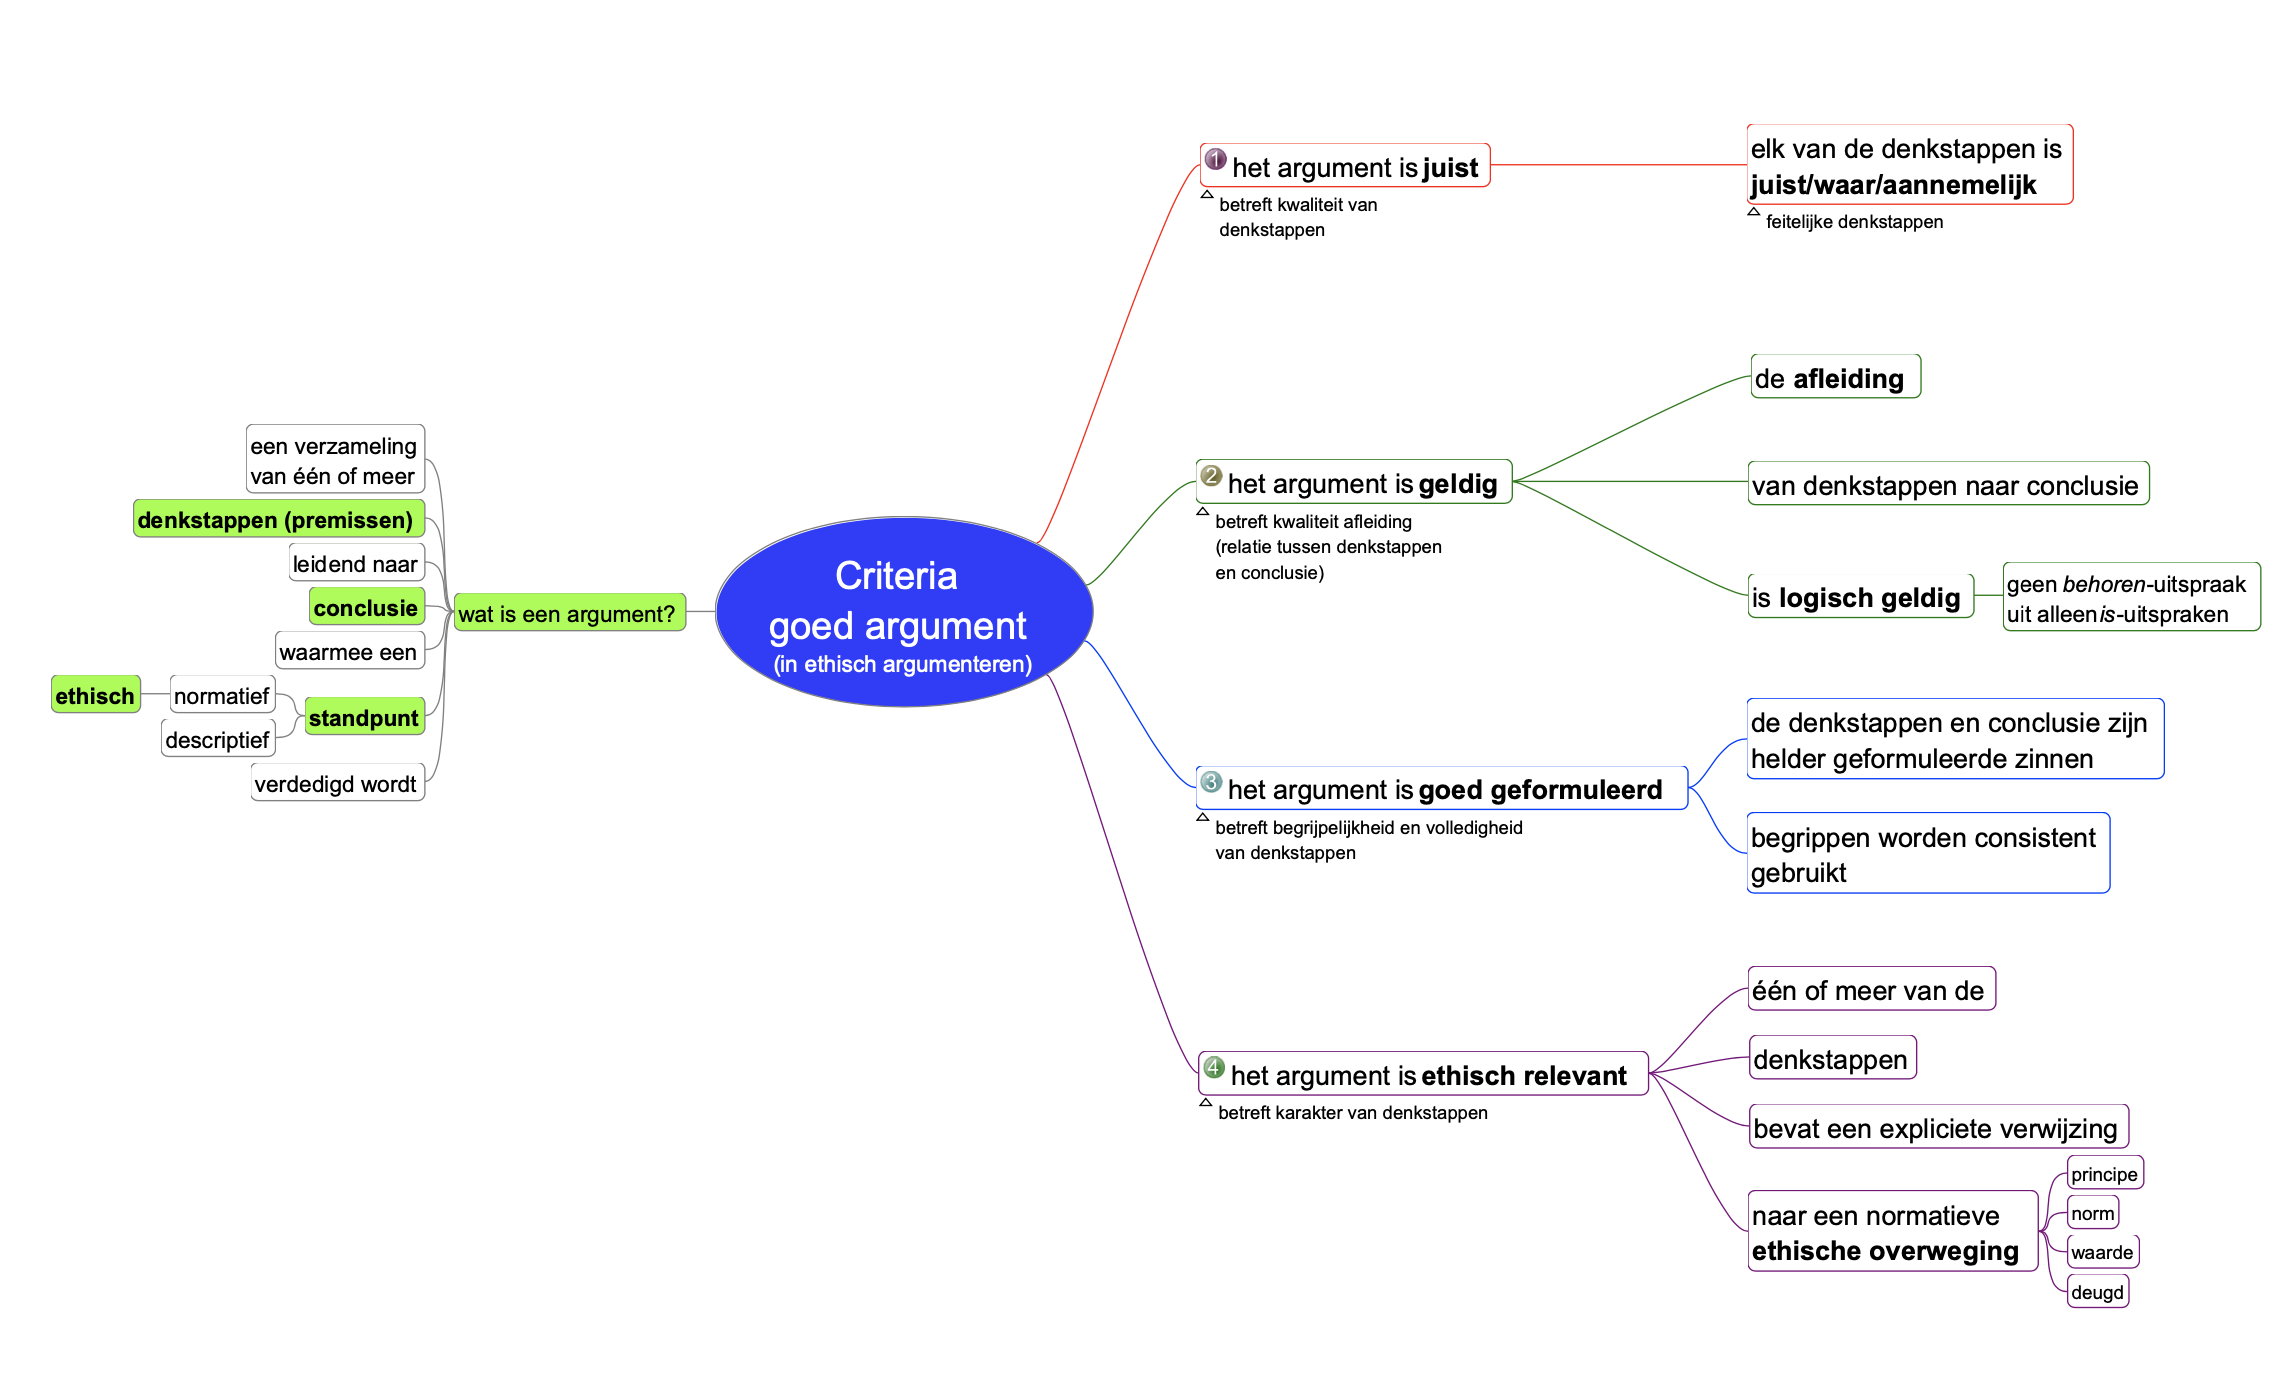 Criteria
goed argument
(in ethisch argumenteren)
wat is een argument?
een verzameling
van één of meer
denkstappen (premissen)
leidend naar
conclusie
waarmee een
standpunt
normatief
ethisch
descriptief
verdedigd wordt
1 het argument is juist
betreft kwaliteit van
denkstappen
elk van de denkstappen is
juist/waar/aannemelijk
feitelijke denkstappen
2 het argument is geldig
betreft kwaliteit afleiding
(relatie tussen denkstappen
en conclusie)
de afleiding
van denkstappen naar conclusie
is logisch geldig
geen behoren-uitspraak
uit alleen is-uitspraken
3 het argument is goed geformuleerd
betreft begrijpelijkheid en volledigheid
van denkstappen
de denkstappen en conclusie zijn
helder geformuleerde zinnen
begrippen worden consistent
gebruikt
4 het argument is ethisch relevant
betreft karakter van denkstappen
één of meer van de
denkstappen
bevat een expliciete verwijzing
naar een normatieve
ethische overweging
principe
norm
waarde
deugd